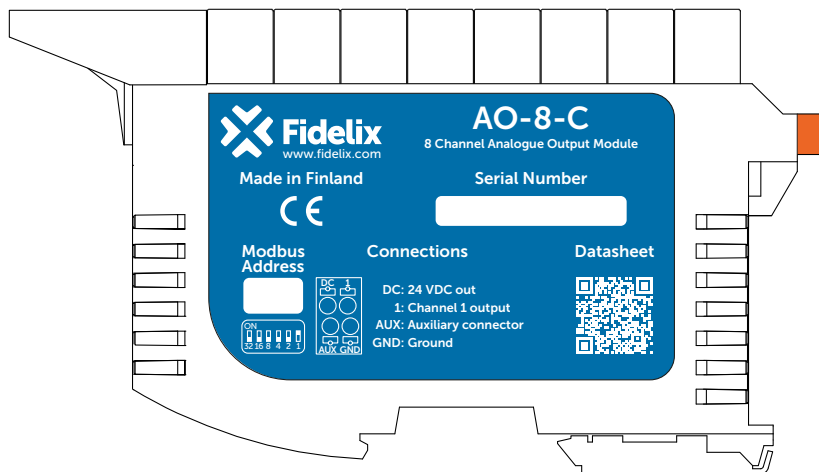 Fidelix
www.fidelix.com
AO-8-C
8 Channel Analogue Output Module
Made in Finland
Serial Number
CE
Modbus
Address
Connections
Datasheet
DC 1
AUX GND
DC: 24 VDC out
1: Channel 1 output
AUX: Auxiliary connector
GND: Ground
ON
32 16 8 4 2 1